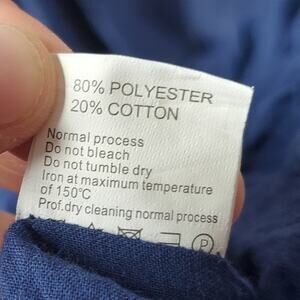 80% POLYESTER
20% COTTON
Normal process
Do not bleach
Do not tumble dry
Iron at maximum temperature
of 150℃
Prof.dry cleaning normal process
P